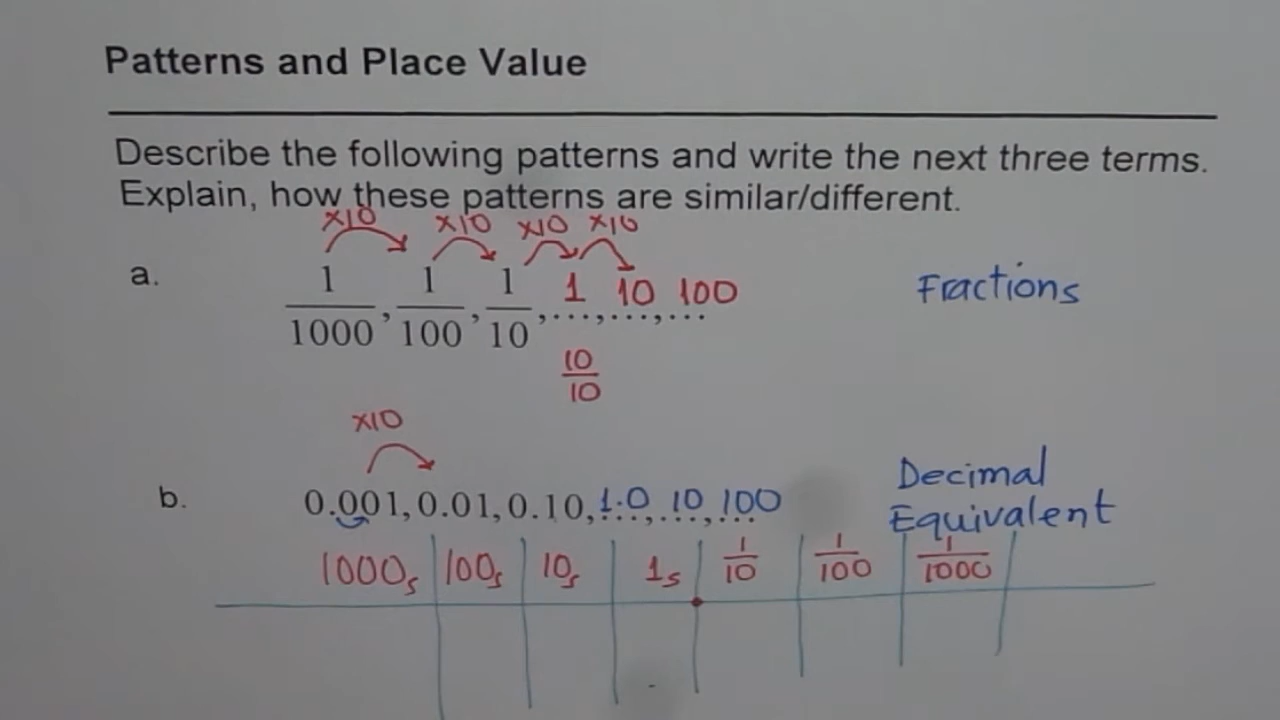 Patterns and Place Value
Describe the following patterns and write the next three terms.
Explain, how these patterns are similar/different.
×10 ×10 ×10 ×10
a. 1/1000, 1/100, 1/10, 1 10 100 Fractions
...,...,...
10/10
×10
b. 0.001, 0.01, 0.10, 1.0, 10, 100 Decimal
Equivalent
1000s 100s 10s 1s 1/10 1/100 1/1000